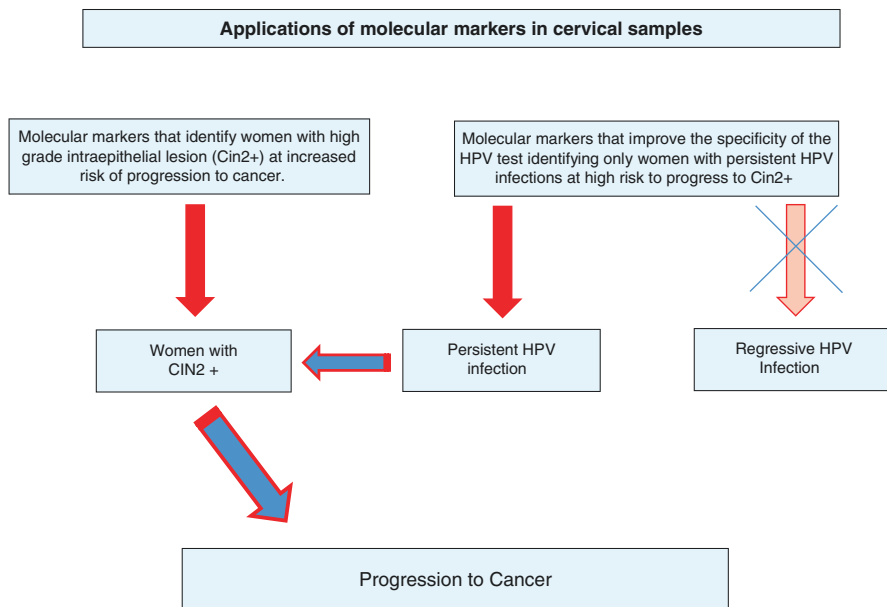 Applications of molecular markers in cervical samples
Molecular markers that identify women with high
grade intraepithelial lesion (Cin2+) at increased
risk of progression to cancer.
Molecular markers that improve the specificity of the
HPV test identifying only women with persistent HPV
infections at high risk to progress to Cin2+
Women with
CIN2 +
Persistent HPV
infection
Regressive HPV
Infection
Progression to Cancer